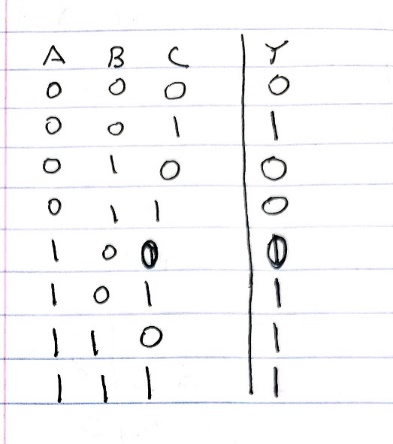 A B C Y
0 0 0 0
0 0 1 1
0 1 0 0
0 1 1 0
1 0 0 0
1 0 1 1
1 1 0 1
1 1 1 1